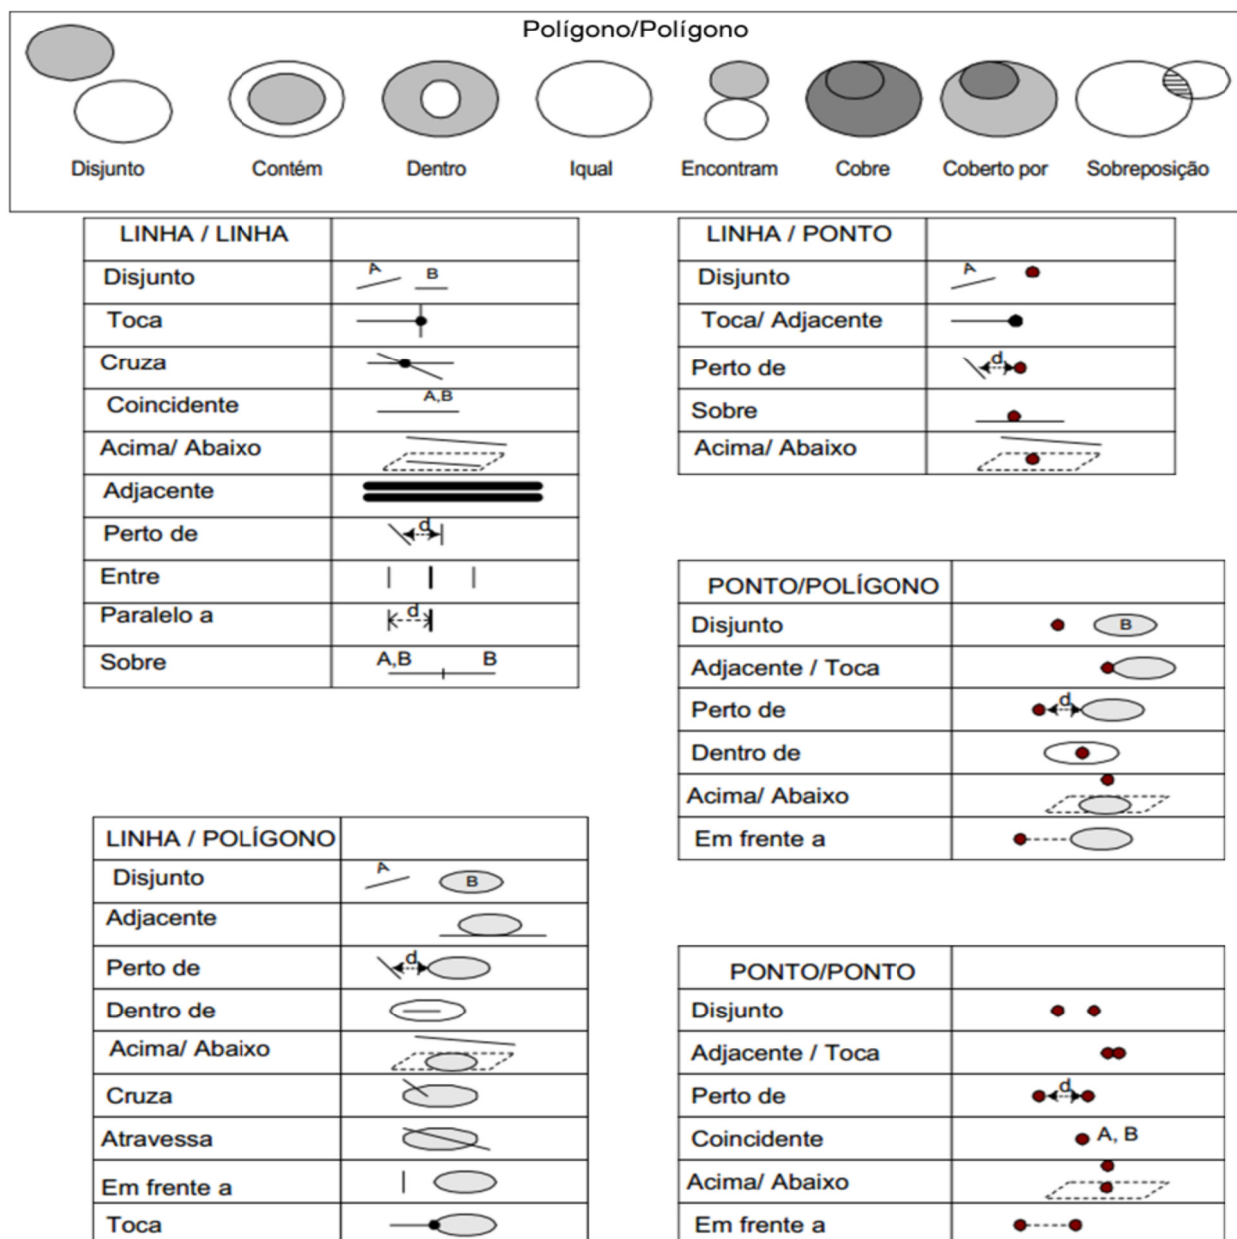 Polígono/Polígono
Disjunto Contém Dentro Iqual Encontram Cobre Coberto por Sobreposição
LINHA / LINHA
Disjunto A B
Toca
Cruza
Coincidente A,B
Acima/ Abaixo
Adjacente
Perto de d
Entre
Paralelo a d
Sobre A,B B
LINHA / PONTO
Disjunto A
Toca/ Adjacente
Perto de d
Sobre
Acima/ Abaixo
PONTO/POLÍGONO
Disjunto B
Adjacente / Toca
Perto de d
Dentro de
Acima/ Abaixo
Em frente a
LINHA / POLÍGONO
Disjunto A B
Adjacente
Perto de d
Dentro de
Acima/ Abaixo
Cruza
Atravessa
Em frente a
Toca
PONTO/PONTO
Disjunto
Adjacente / Toca
Perto de d
Coincidente A, B
Acima/ Abaixo
Em frente a